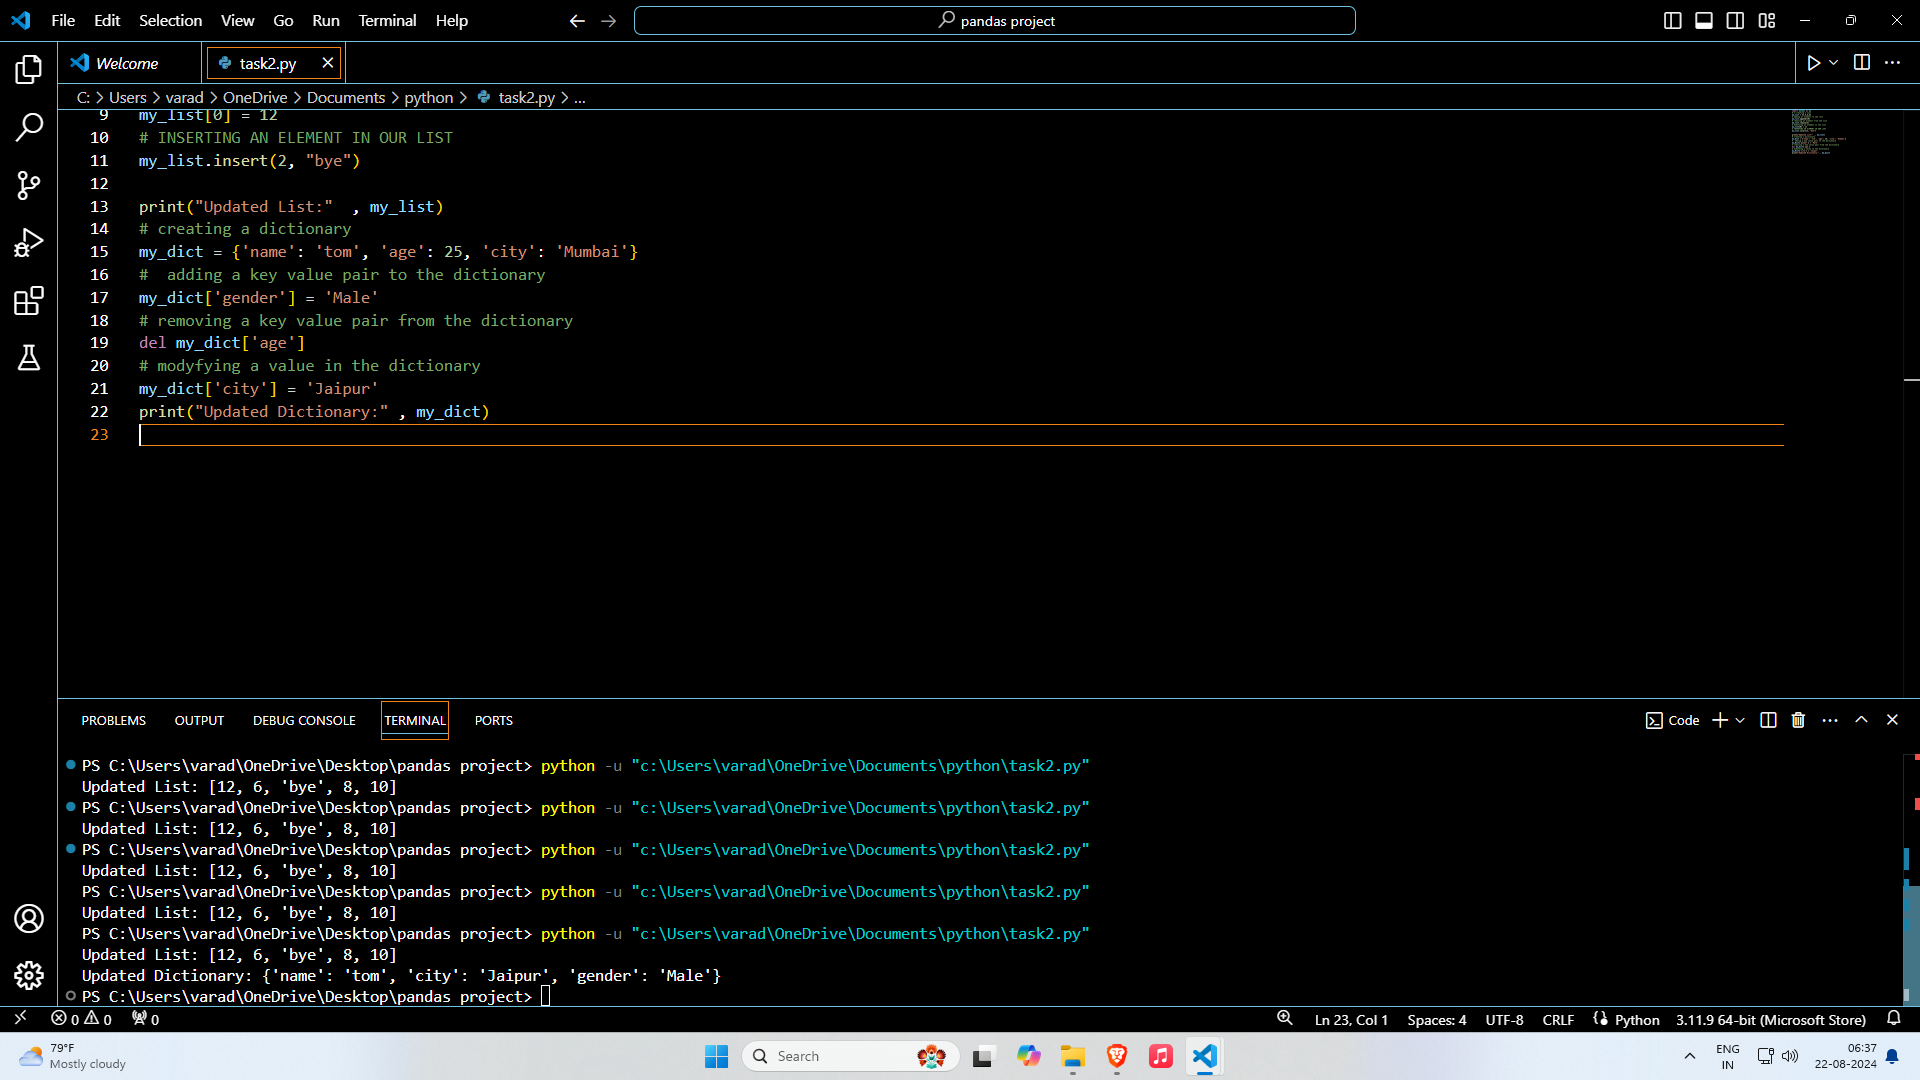 File Edit Selection View Go Run Terminal Help
pandas project
Welcome
task2.py
C: > Users > varad > OneDrive > Documents > python > task2.py > ...
9 my_list[0] = 12
10 # INSERTING AN ELEMENT IN OUR LIST
11 my_list.insert(2, "bye")
12
13 print("Updated List:"  , my_list)
14 # creating a dictionary
15 my_dict = {'name': 'tom', 'age': 25, 'city': 'Mumbai'}
16 #  adding a key value pair to the dictionary
17 my_dict['gender'] = 'Male'
18 # removing a key value pair from the dictionary
19 del my_dict['age']
20 # modyfying a value in the dictionary
21 my_dict['city'] = 'Jaipur'
22 print("Updated Dictionary:" , my_dict)
23
PROBLEMS OUTPUT DEBUG CONSOLE TERMINAL PORTS
Code
PS C:\Users\varad\OneDrive\Desktop\pandas project> python -u "c:\Users\varad\OneDrive\Documents\python\task2.py"
Updated List: [12, 6, 'bye', 8, 10]
PS C:\Users\varad\OneDrive\Desktop\pandas project> python -u "c:\Users\varad\OneDrive\Documents\python\task2.py"
Updated List: [12, 6, 'bye', 8, 10]
PS C:\Users\varad\OneDrive\Desktop\pandas project> python -u "c:\Users\varad\OneDrive\Documents\python\task2.py"
Updated List: [12, 6, 'bye', 8, 10]
PS C:\Users\varad\OneDrive\Desktop\pandas project> python -u "c:\Users\varad\OneDrive\Documents\python\task2.py"
Updated List: [12, 6, 'bye', 8, 10]
PS C:\Users\varad\OneDrive\Desktop\pandas project> python -u "c:\Users\varad\OneDrive\Documents\python\task2.py"
Updated List: [12, 6, 'bye', 8, 10]
Updated Dictionary: {'name': 'tom', 'city': 'Jaipur', 'gender': 'Male'}
PS C:\Users\varad\OneDrive\Desktop\pandas project>
0 0 0 Ln 23, Col 1 Spaces: 4 UTF-8 CRLF Python 3.11.9 64-bit (Microsoft Store)
79°F
Mostly cloudy
Search
ENG
IN
06:37
22-08-2024